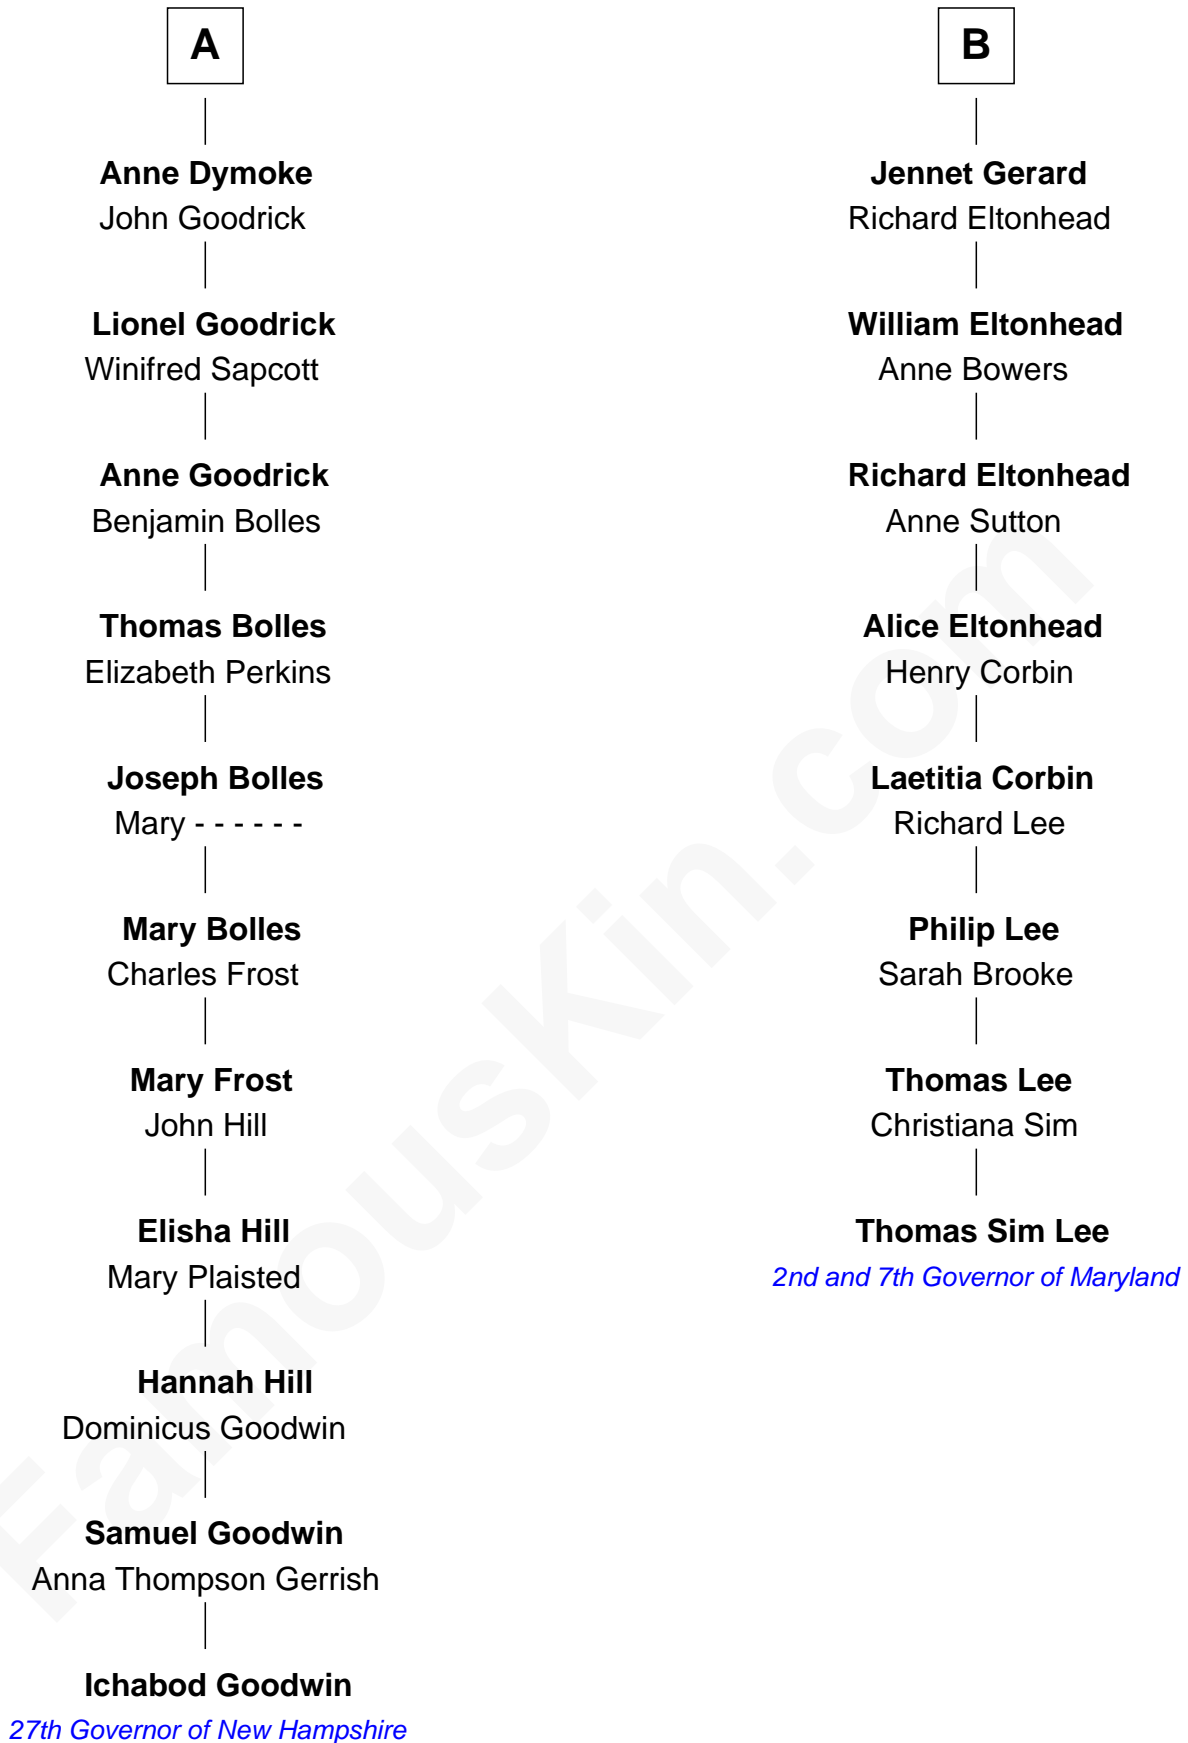 A
Anne Dymoke
John Goodrick
Lionel Goodrick
Winifred Sapcott
Anne Goodrick
Benjamin Bolles
Thomas Bolles
Elizabeth Perkins
Joseph Bolles
Mary - - - - - -
Mary Bolles
Charles Frost
Mary Frost
John Hill
Elisha Hill
Mary Plaisted
Hannah Hill
Dominicus Goodwin
Samuel Goodwin
Anna Thompson Gerrish
Ichabod Goodwin
27th Governor of New Hampshire
B
Jennet Gerard
Richard Eltonhead
William Eltonhead
Anne Bowers
Richard Eltonhead
Anne Sutton
Alice Eltonhead
Henry Corbin
Laetitia Corbin
Richard Lee
Philip Lee
Sarah Brooke
Thomas Lee
Christiana Sim
Thomas Sim Lee
2nd and 7th Governor of Maryland
FamousKin.com